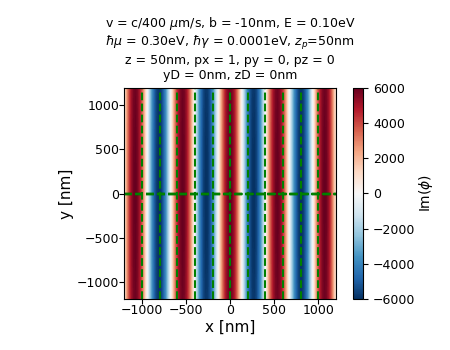 v = c/400 μm/s, b = -10nm, E = 0.10eV
ħμ = 0.30eV, ħγ = 0.0001eV, z_p=50nm
z = 50nm, px = 1, py = 0, pz = 0
yD = 0nm, zD = 0nm
1000
500
0
−500
−1000
y [nm]
−1000 −500 0 500 1000
x [nm]
6000
4000
2000
0
−2000
−4000
−6000
Im(ϕ)